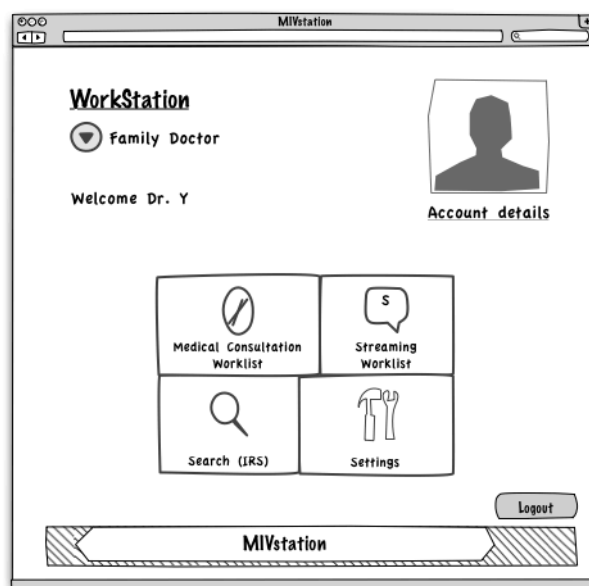 MIVstation
WorkStation
Family Doctor
Welcome Dr. Y
Account details
Medical Consultation
Worklist
S
Streaming
Worklist
Search (IRS)
Settings
Logout
MIVstation